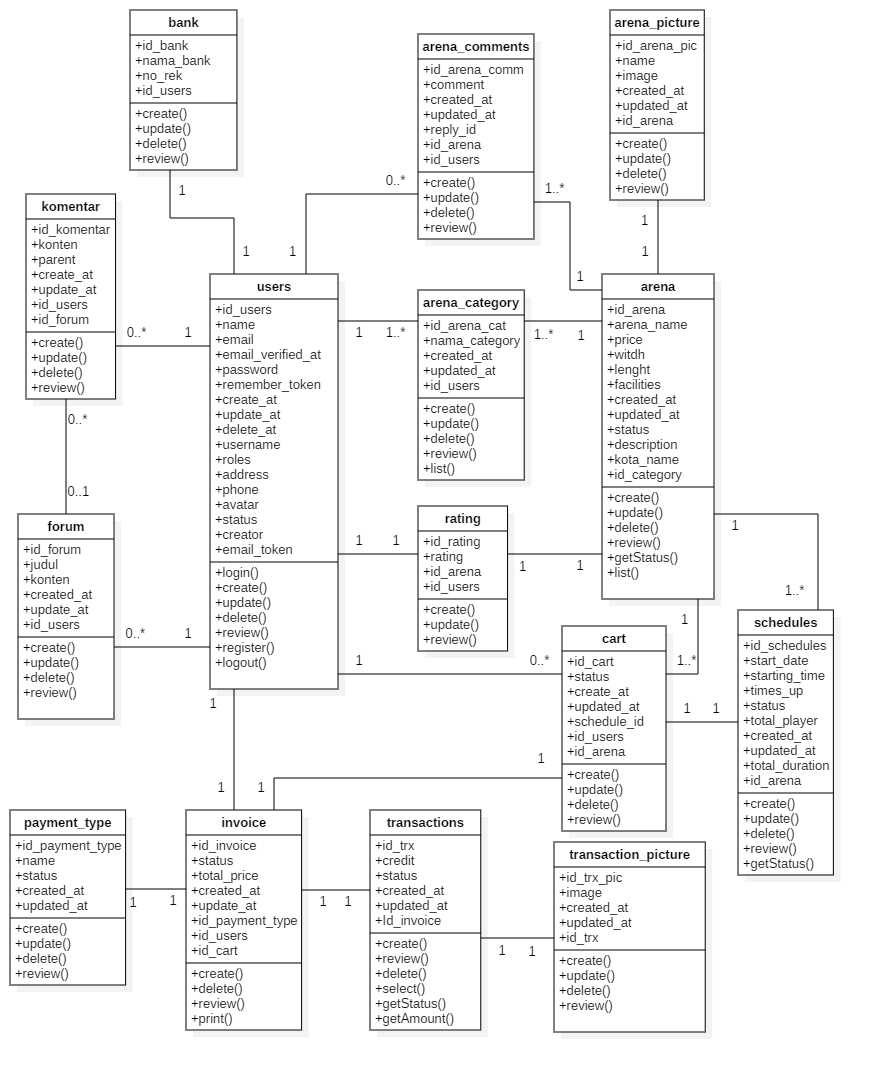 bank
+id_bank
+nama_bank
+no_rek
+id_users
+create()
+update()
+delete()
+review()
1
1
arena_comments
+id_arena_comm
+comment
+created_at
+updated_at
+reply_id
+id_arena
+id_users
+create()
+update()
+delete()
+review()
0..*
1
1..*
1
arena_picture
+id_arena_pic
+name
+image
+created_at
+updated_at
+id_arena
+create()
+update()
+delete()
+review()
1
1
komentar
+id_komentar
+konten
+parent
+create_at
+update_at
+id_users
+id_forum
+create()
+update()
+delete()
+review()
0..*
1
0..*
0..1
users
+id_users
+name
+email
+email_verified_at
+password
+remember_token
+create_at
+update_at
+delete_at
+username
+roles
+address
+phone
+avatar
+status
+creator
+email_token
+login()
+create()
+update()
+delete()
+review()
+register()
+logout()
1
1..*
arena_category
+id_arena_cat
+nama_category
+created_at
+updated_at
+id_users
+create()
+update()
+delete()
+review()
+list()
1..*
1
arena
+id_arena
+arena_name
+price
+witdh
+lenght
+facilities
+created_at
+updated_at
+status
+description
+kota_name
+id_category
+create()
+update()
+delete()
+review()
+getStatus()
+list()
1
1..*
forum
+id_forum
+judul
+konten
+created_at
+update_at
+id_users
+create()
+update()
+delete()
+review()
0..*
1
1
1
rating
+id_rating
+rating
+id_arena
+id_users
+create()
+update()
+review()
1
1
1
0..*
1
1..*
cart
+id_cart
+status
+create_at
+updated_at
+schedule_id
+id_users
+id_arena
+create()
+update()
+delete()
+review()
1
1
schedules
+id_schedules
+start_date
+starting_time
+times_up
+status
+total_player
+created_at
+updated_at
+total_duration
+id_arena
+create()
+update()
+delete()
+review()
+getStatus()
1
1
1
1
payment_type
+id_payment_type
+name
+status
+created_at
+updated_at
+create()
+update()
+delete()
+review()
1
1
invoice
+id_invoice
+status
+total_price
+created_at
+update_at
+id_payment_type
+id_users
+id_cart
+create()
+delete()
+review()
+print()
1
1
transactions
+id_trx
+credit
+status
+created_at
+updated_at
+Id_invoice
+create()
+review()
+delete()
+select()
+getStatus()
+getAmount()
1
1
transaction_picture
+id_trx_pic
+image
+created_at
+updated_at
+id_trx
+create()
+update()
+delete()
+review()